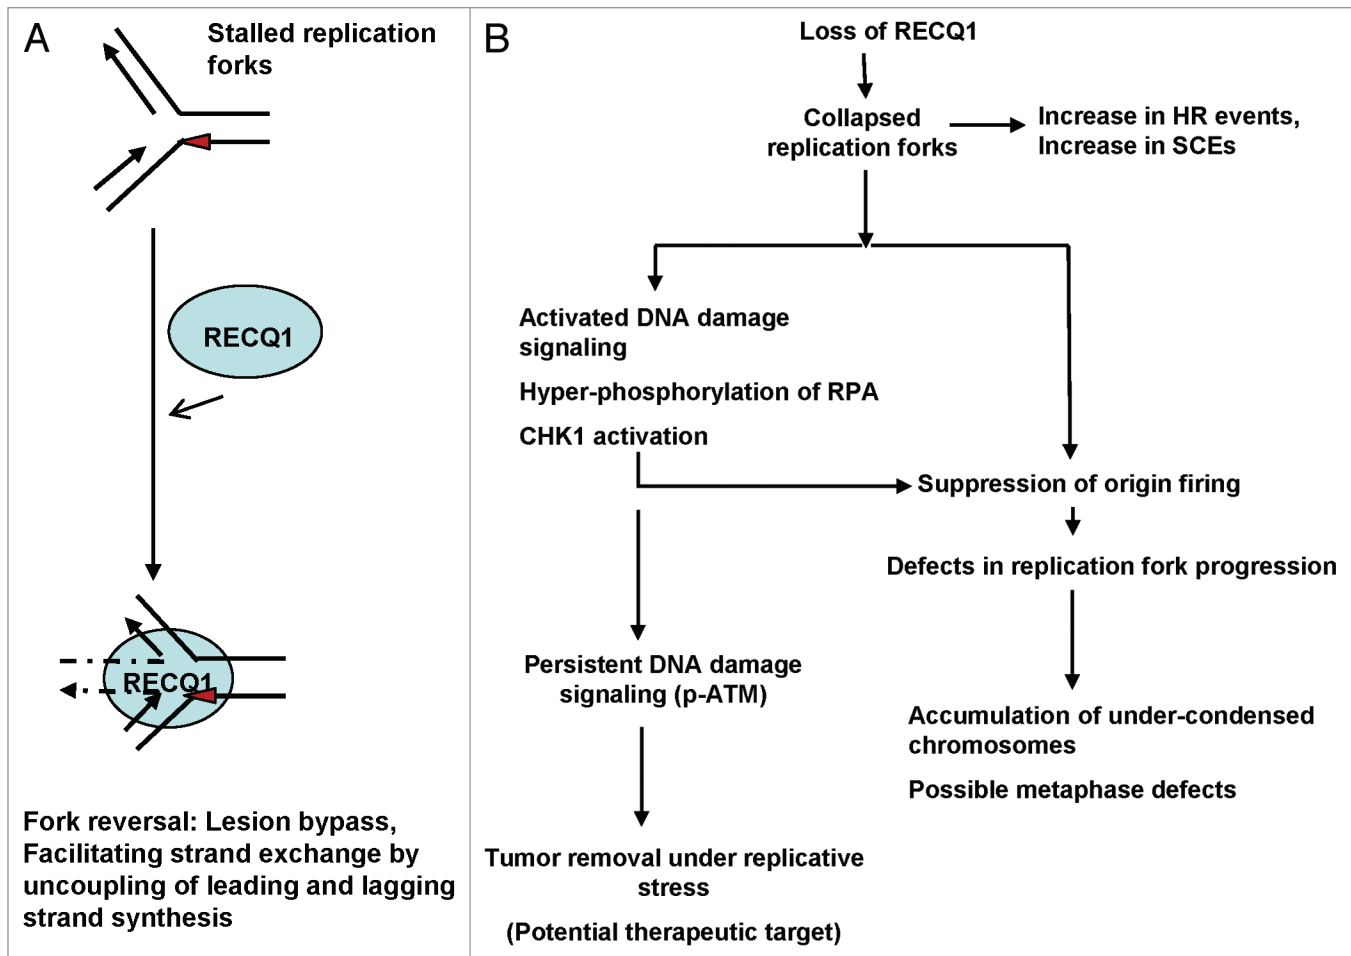 A
Stalled replication
forks
RECQ1
RECQ1
Fork reversal: Lesion bypass,
Facilitating strand exchange by
uncoupling of leading and lagging
strand synthesis
B
Loss of RECQ1
Collapsed
replication forks
Increase in HR events,
Increase in SCEs
Activated DNA damage
signaling
Hyper-phosphorylation of RPA
CHK1 activation
Suppression of origin firing
Defects in replication fork progression
Persistent DNA damage
signaling (p-ATM)
Accumulation of under-condensed
chromosomes
Possible metaphase defects
Tumor removal under replicative
stress
(Potential therapeutic target)